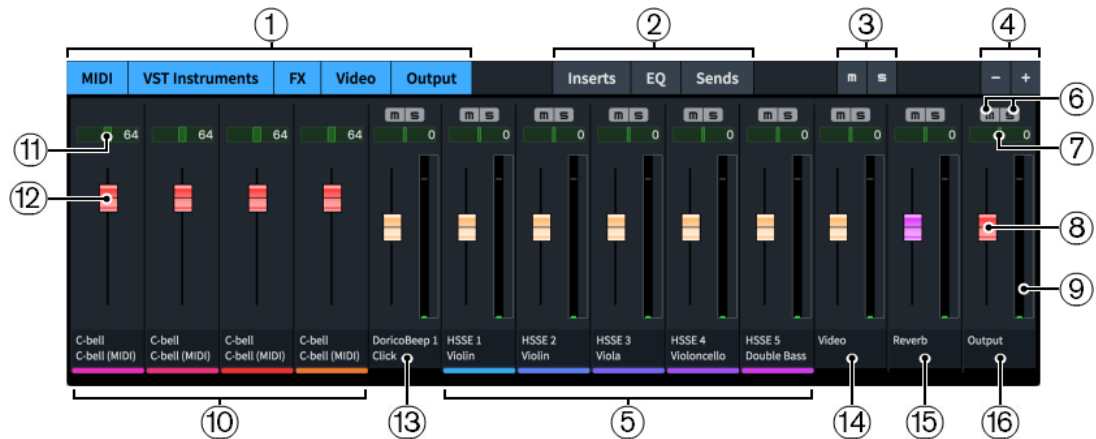 ① ② ③ ④
MIDI VST Instruments FX Video Output Inserts EQ Sends m s − +
m s m s m s m s m s m s m s m s m s ⑥
⑪ 64 64 64 64 0 0 0 0 0 0 0 0 0 ⑦
⑫
⑧
⑨
C-bell C-bell C-bell C-bell DoricoBeep 1 HSSE 1 HSSE 2 HSSE 3 HSSE 4 HSSE 5 Video Reverb Output
C-bell (MIDI) C-bell (MIDI) C-bell (MIDI) C-bell (MIDI) Click Violin Violin Viola Violoncello Double Bass
⑩ ⑬ ⑤ ⑭ ⑮ ⑯